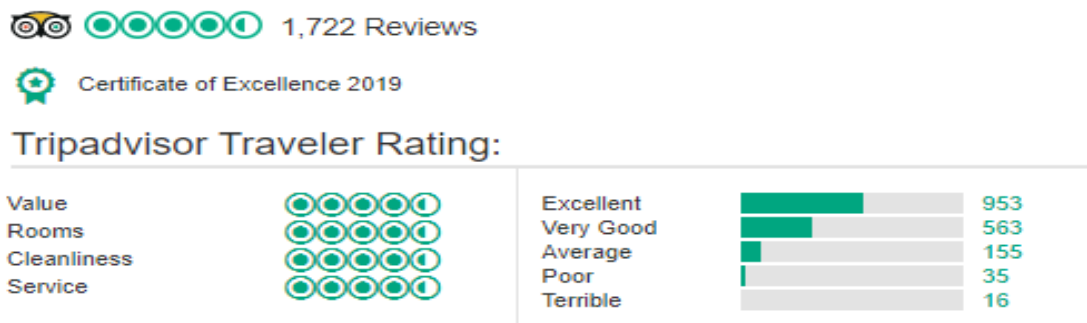 1,722 Reviews
Certificate of Excellence 2019
Tripadvisor Traveler Rating:
Value
Rooms
Cleanliness
Service
Excellent 953
Very Good 563
Average 155
Poor 35
Terrible 16